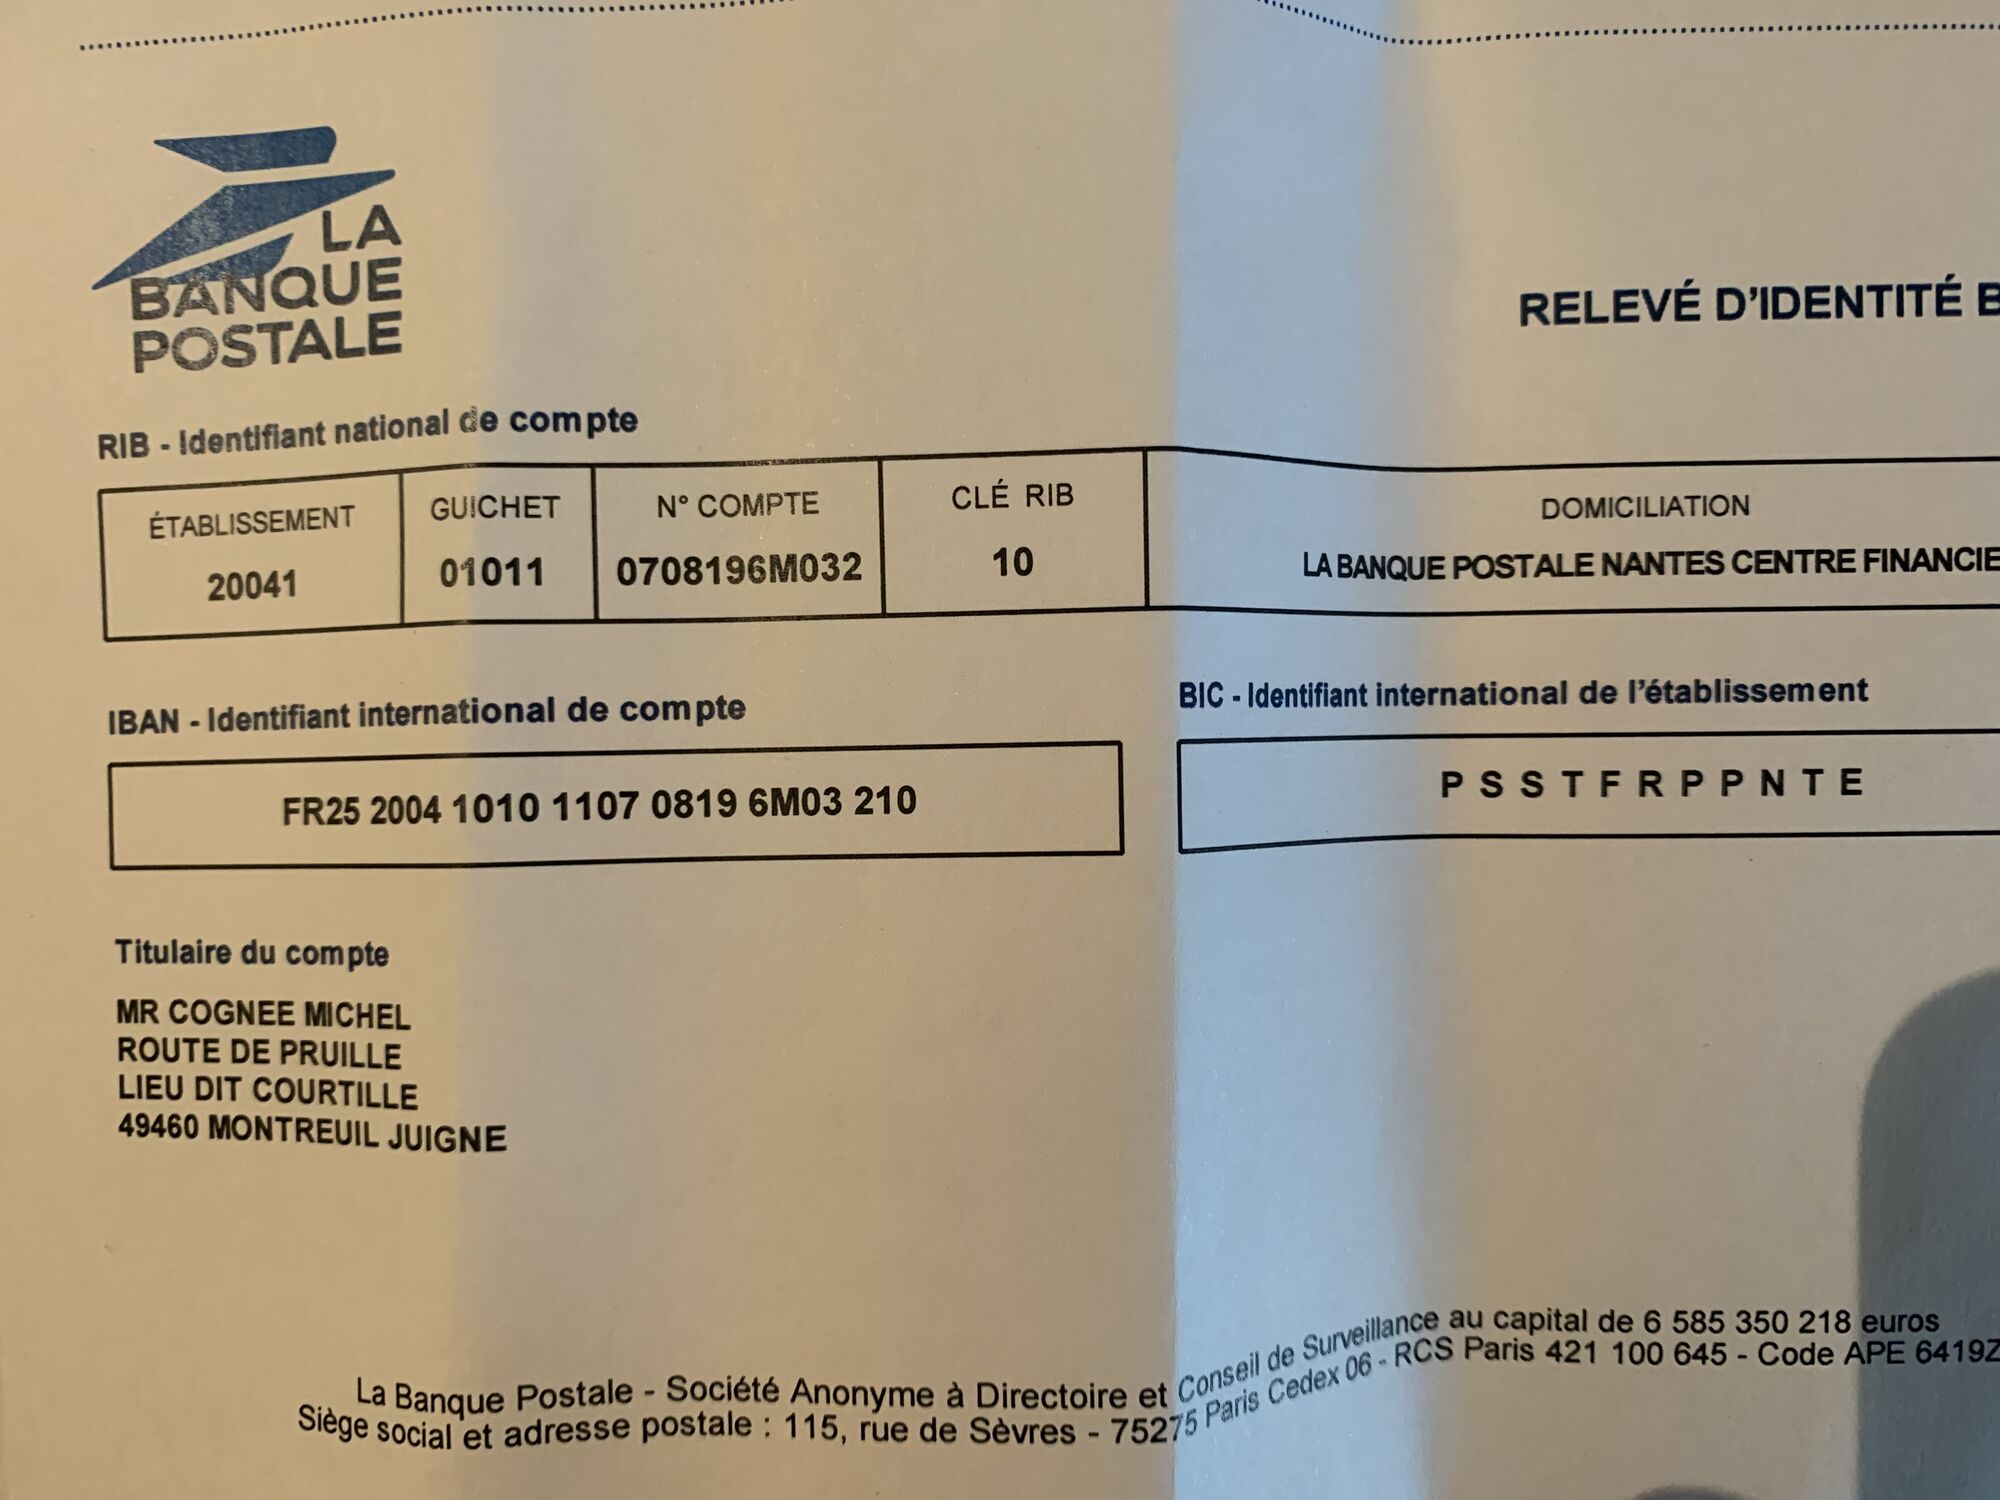 LA
BANQUE
POSTALE
RELEVÉ D'IDENTITÉ B
RIB - Identifiant national de compte
ÉTABLISSEMENT GUICHET N° COMPTE CLÉ RIB DOMICILIATION
20041 01011 0708196M032 10 LA BANQUE POSTALE NANTES CENTRE FINANCIE
IBAN - Identifiant international de compte
BIC - Identifiant international de l'établissement
FR25 2004 1010 1107 0819 6M03 210
P S S T F R P P N T E
Titulaire du compte
MR COGNEE MICHEL
ROUTE DE PRUILLE
LIEU DIT COURTILLE
49460 MONTREUIL JUIGNE
La Banque Postale - Société Anonyme à Directoire et Conseil de Surveillance au capital de 6 585 350 218 euros
Siège social et adresse postale : 115, rue de Sèvres - 75275 Paris Cedex 06 - RCS Paris 421 100 645 - Code APE 6419Z